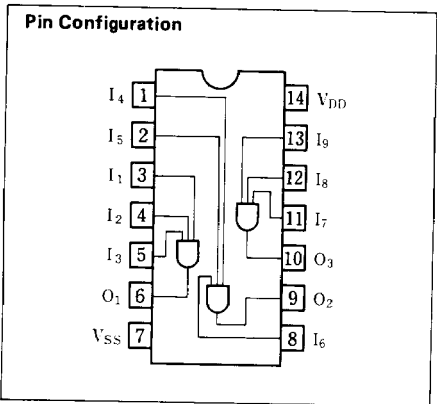 Pin Configuration
I4 1
I5 2
I1 3
I2 4
I3 5
O1 6
VSS 7
14 VDD
13 I9
12 I8
11 I7
10 O3
9 O2
8 I6